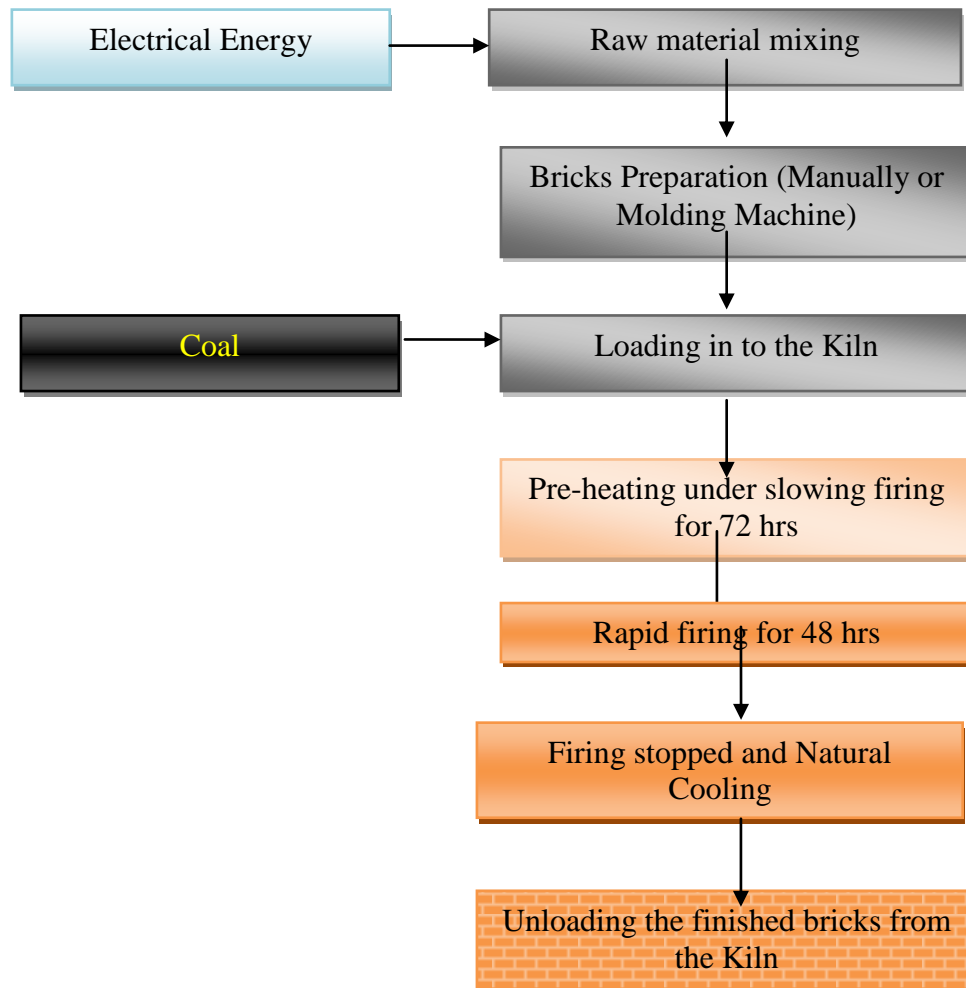 Electrical Energy
Raw material mixing
Bricks Preparation (Manually or
Molding Machine)
Coal
Loading in to the Kiln
Pre-heating under slowing firing
for 72 hrs
Rapid firing for 48 hrs
Firing stopped and Natural
Cooling
Unloading the finished bricks from
the Kiln